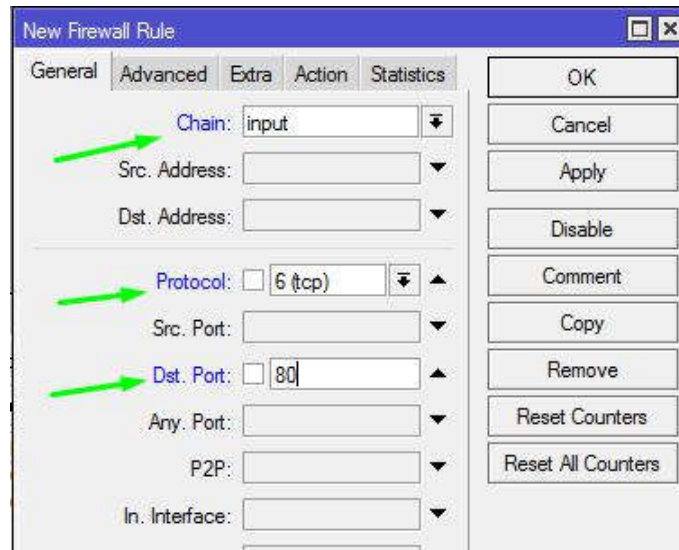 New Firewall Rule
General Advanced Extra Action Statistics
Chain: input
Src. Address:
Dst. Address:
Protocol: 6 (tcp)
Src. Port:
Dst. Port: 80
Any. Port:
P2P:
In. Interface:
OK
Cancel
Apply
Disable
Comment
Copy
Remove
Reset Counters
Reset All Counters